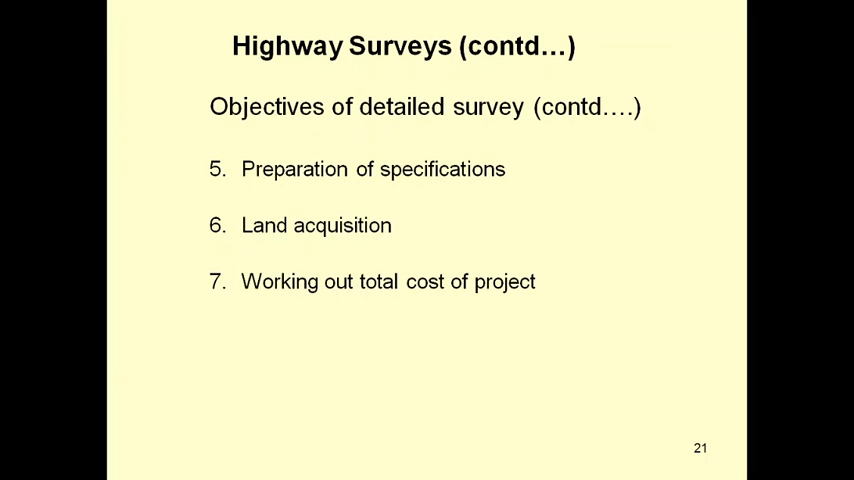 Highway Surveys (contd…)
Objectives of detailed survey (contd….)
5. Preparation of specifications
6. Land acquisition
7. Working out total cost of project
21